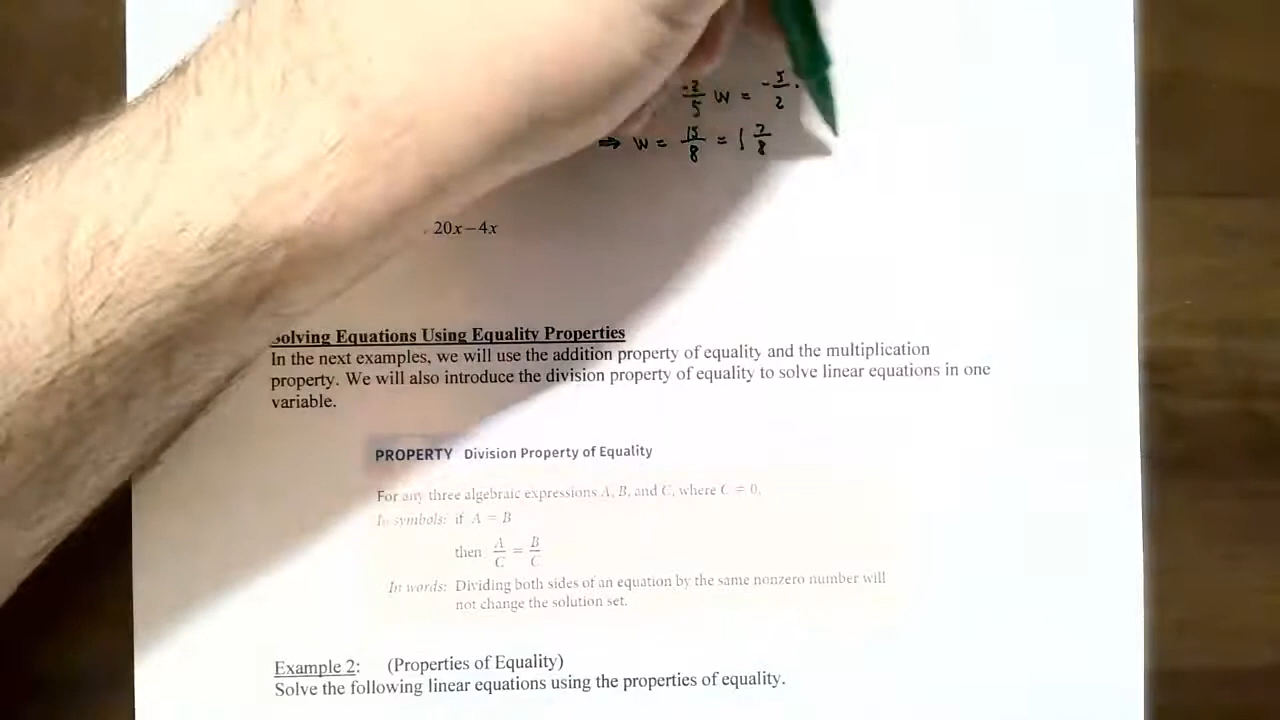 -2/5 w = -5/2 ·
⇒ w = 15/8 = 1 7/8
20x − 4x
Solving Equations Using Equality Properties
In the next examples, we will use the addition property of equality and the multiplication
property. We will also introduce the division property of equality to solve linear equations in one
variable.
PROPERTY Division Property of Equality
For any three algebraic expressions A, B, and C, where C = 0,
In symbols: if A = B
then A/C = B/C
In words: Dividing both sides of an equation by the same nonzero number will
not change the solution set.
Example 2: (Properties of Equality)
Solve the following linear equations using the properties of equality.